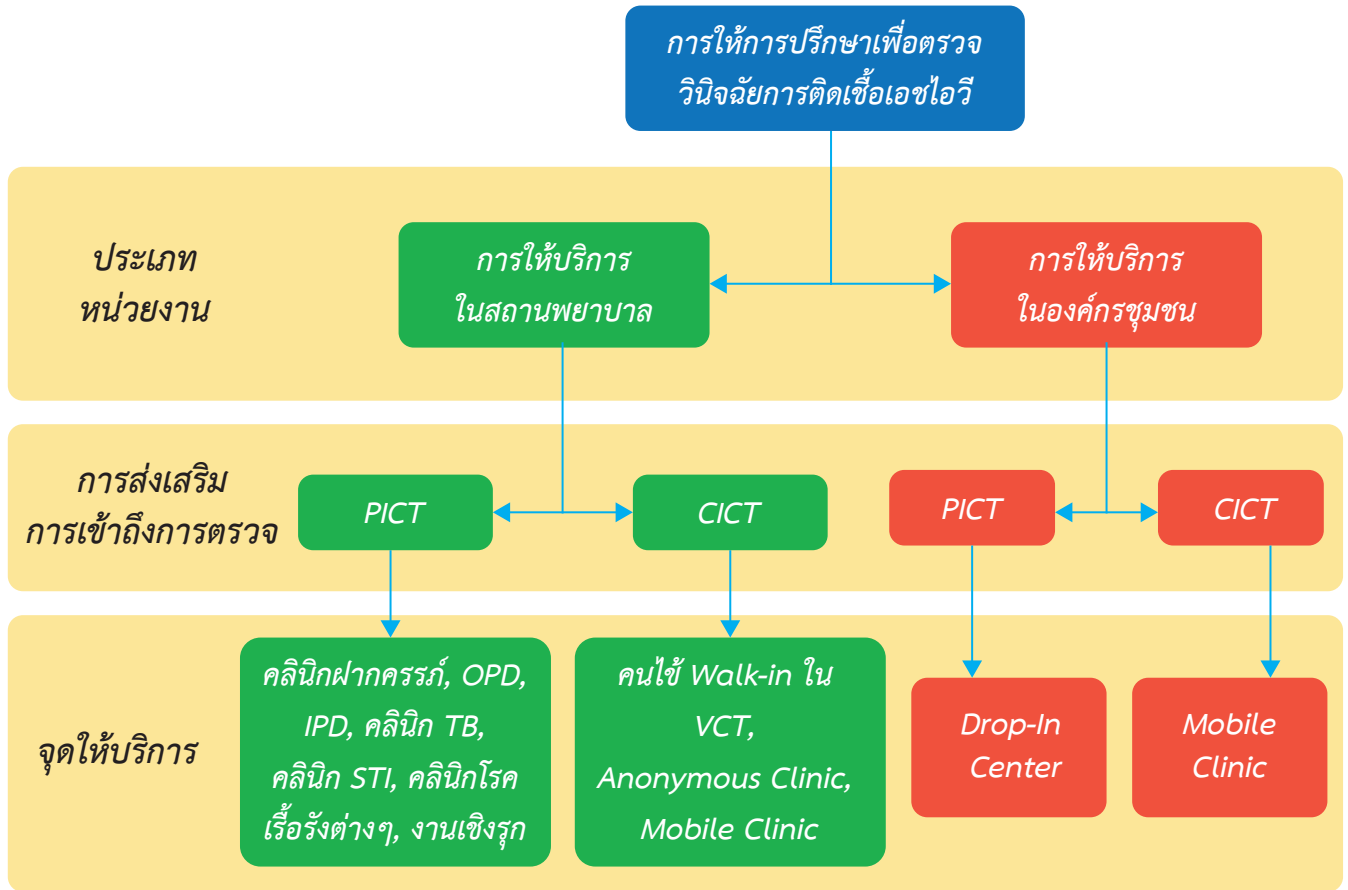 การให้การปรึกษาเพื่อตรวจ
วินิจฉัยการติดเชื้อเอชไอวี
ประเภท
หน่วยงาน
การให้บริการ
ในสถานพยาบาล
การให้บริการ
ในองค์กรชุมชน
การส่งเสริม
การเข้าถึงการตรวจ
PICT
CICT
PICT
CICT
จุดให้บริการ
คลินิกฝากครรภ์, OPD,
IPD, คลินิก TB,
คลินิก STI, คลินิกโรค
เรื้อรังต่างๆ, งานเชิงรุก
คนไข้ Walk-in ใน
VCT,
Anonymous Clinic,
Mobile Clinic
Drop-In
Center
Mobile
Clinic